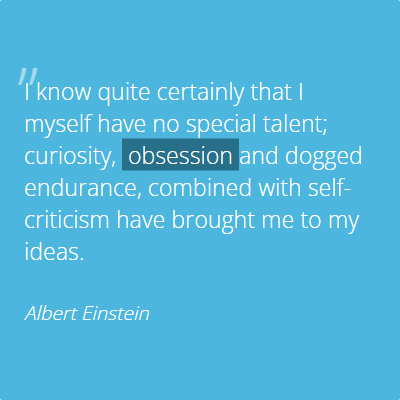 "
I know quite certainly that I
myself have no special talent;
curiosity, obsession and dogged
endurance, combined with self-
criticism have brought me to my
ideas.
Albert Einstein